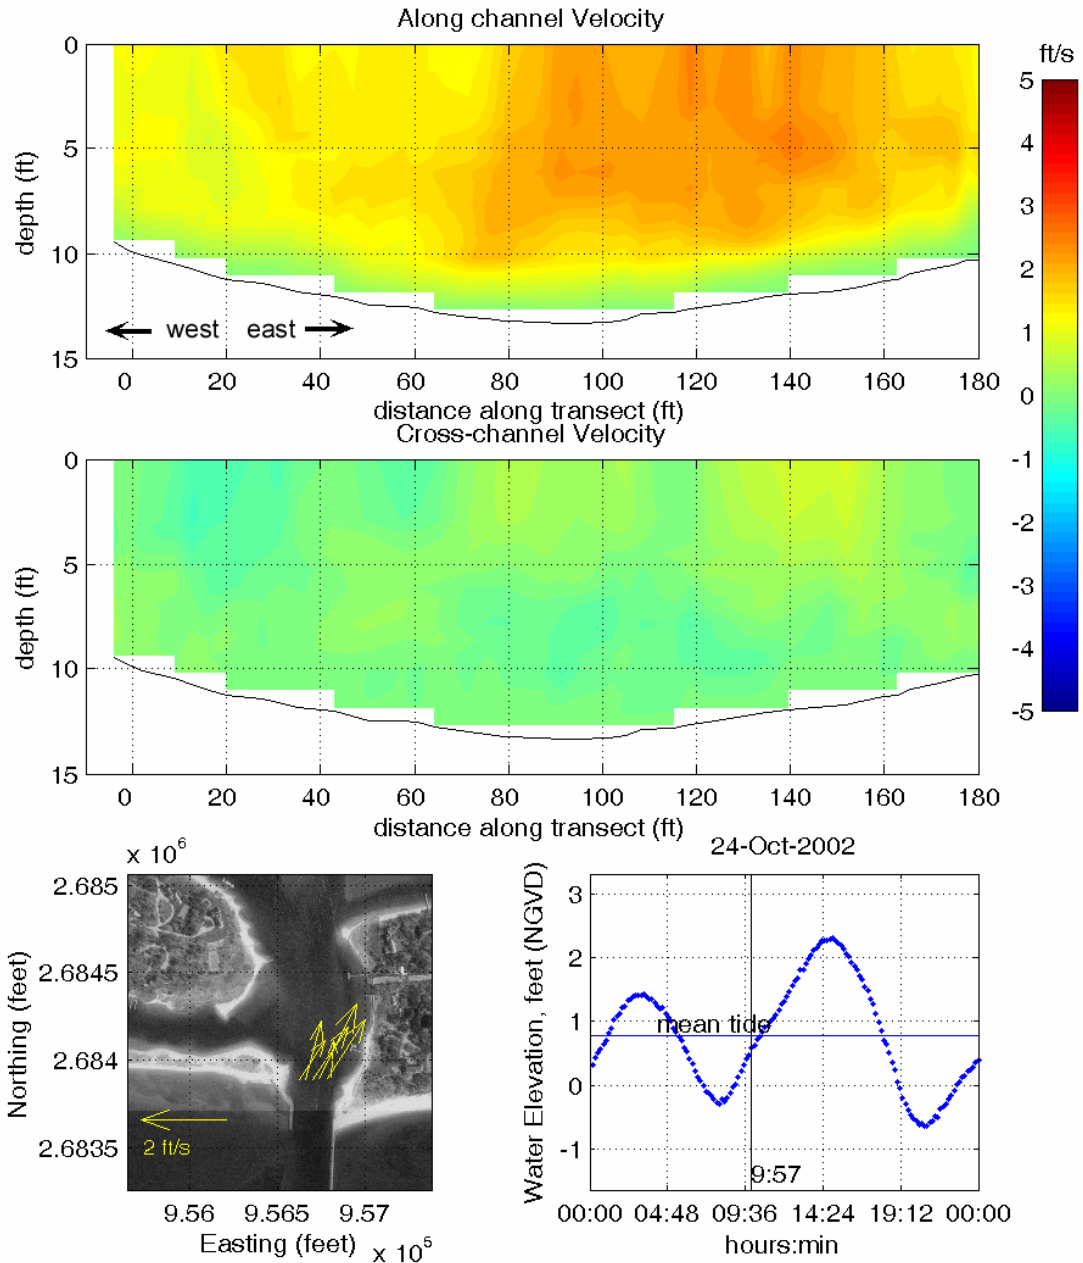 Along channel Velocity
ft/s
0
5
10
15
depth (ft)
west east
0 20 40 60 80 100 120 140 160 180
distance along transect (ft)
5
4
3
2
1
0
-1
-2
-3
-4
-5
Cross-channel Velocity
0
5
10
15
depth (ft)
0 20 40 60 80 100 120 140 160 180
distance along transect (ft)
x 10^6
2.685
2.6845
2.684
2.6835
Northing (feet)
2 ft/s
9.56 9.565 9.57
Easting (feet) x 10^5
24-Oct-2002
Water Elevation, feet (NGVD)
3
2
1
0
-1
mean tide
9:57
00:00 04:48 09:36 14:24 19:12 00:00
hours:min